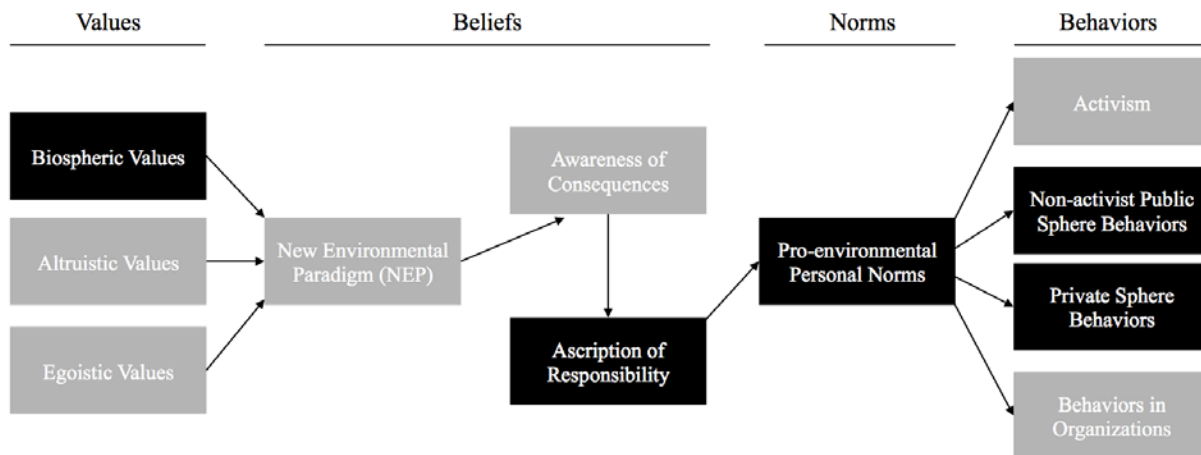 Values
Beliefs
Norms
Behaviors
Biospheric Values
Altruistic Values
Egoistic Values
New Environmental
Paradigm (NEP)
Awareness of
Consequences
Ascription of
Responsibility
Pro-environmental
Personal Norms
Activism
Non-activist Public
Sphere Behaviors
Private Sphere
Behaviors
Behaviors in
Organizations